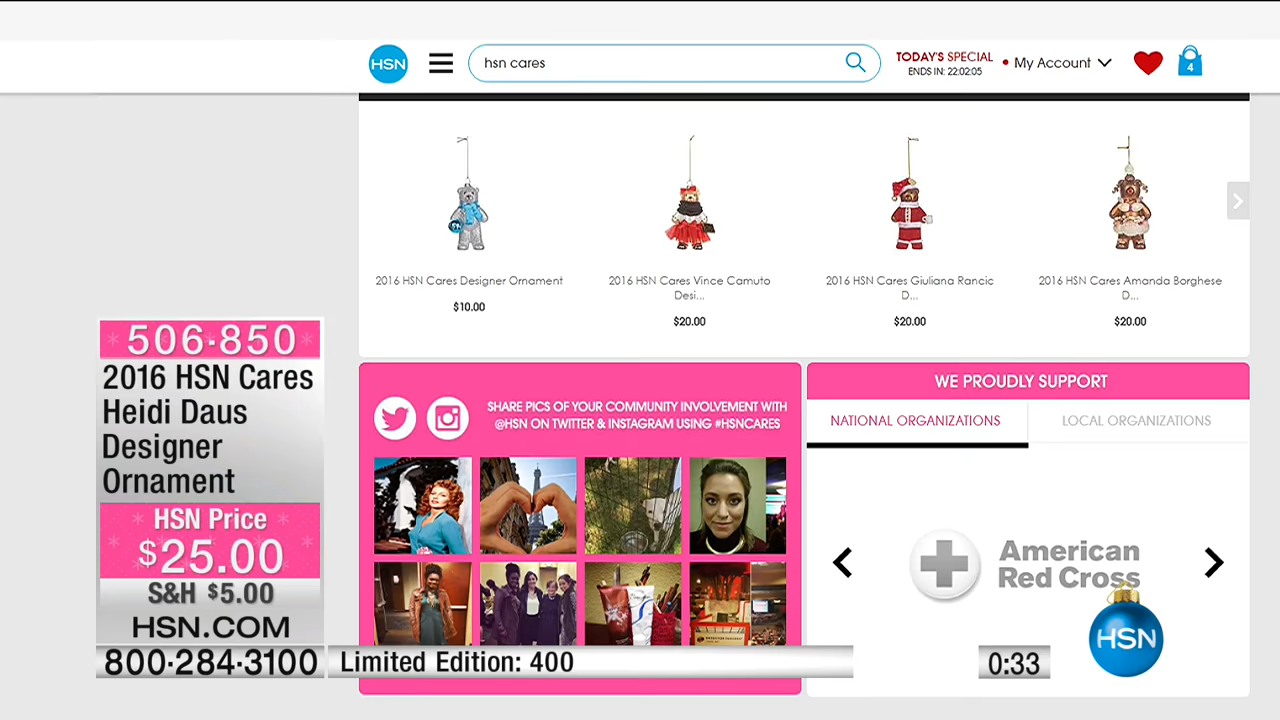 HSN
hsn cares
TODAY'S SPECIAL
ENDS IN: 22:02:05
My Account
4
2016 HSN Cares Designer Ornament
$10.00
2016 HSN Cares Vince Camuto
Desi...
$20.00
2016 HSN Cares Giuliana Rancic
D...
$20.00
2016 HSN Cares Amanda Borghese
D...
$20.00
506·850
2016 HSN Cares
Heidi Daus
Designer
Ornament
HSN Price
$25.00
S&H $5.00
HSN.COM
800·284·3100
Limited Edition: 400
SHARE PICS OF YOUR COMMUNITY INVOLVEMENT WITH
@HSN ON TWITTER & INSTAGRAM USING #HSNCARES
WE PROUDLY SUPPORT
NATIONAL ORGANIZATIONS
LOCAL ORGANIZATIONS
American
Red Cross
0:33
HSN